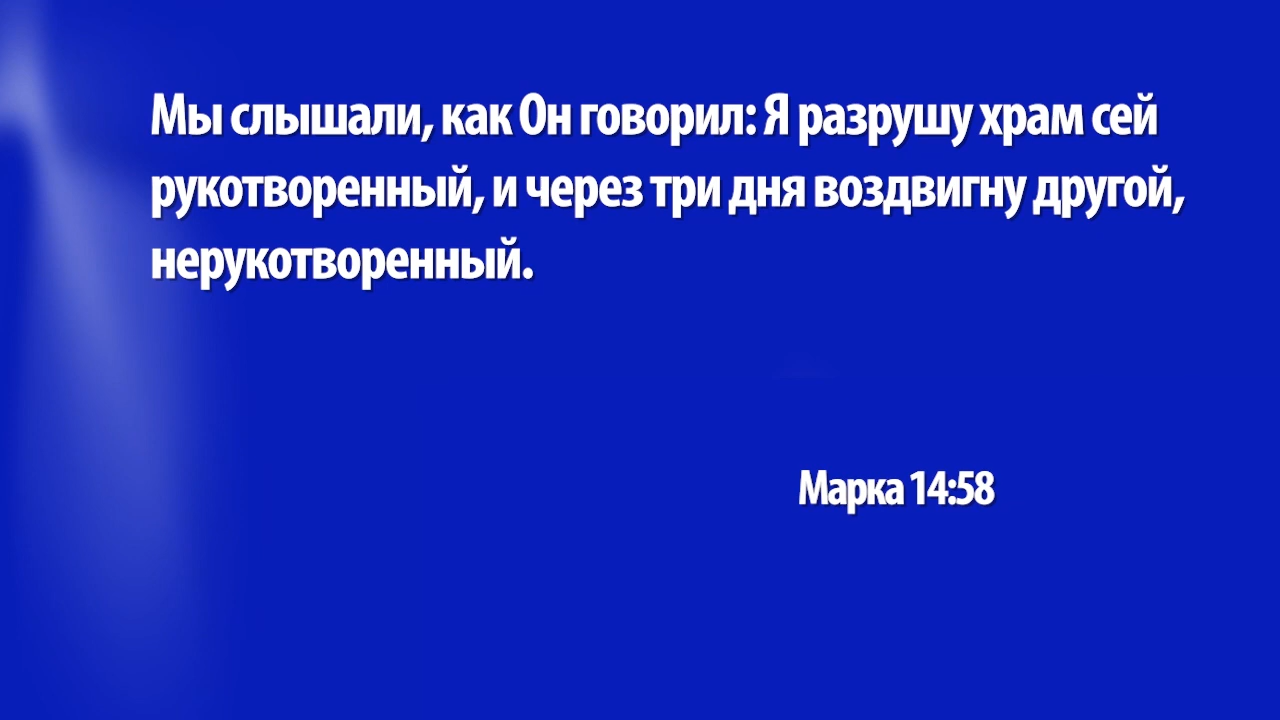 Мы слышали, как Он говорил: Я разрушу храм сей
рукотворенный, и через три дня воздвигну другой,
нерукотворенный.
Марка 14:58